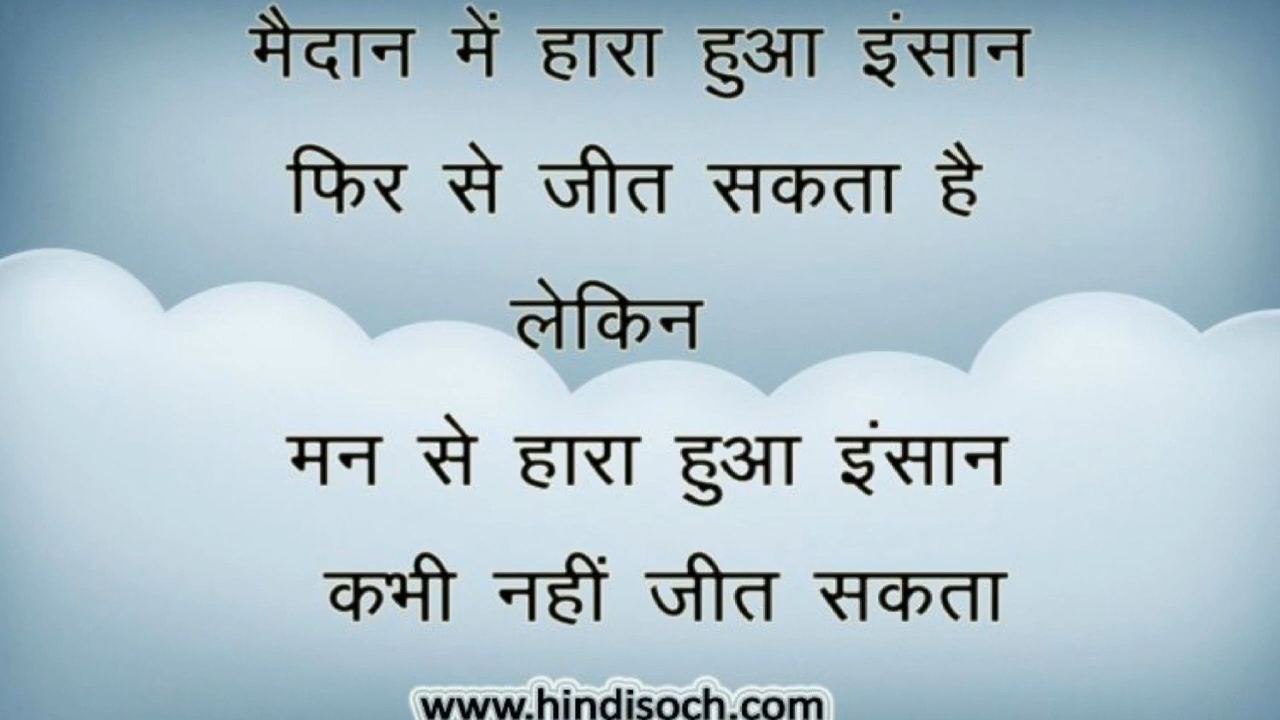 मैदान में हारा हुआ इंसान
फिर से जीत सकता है
लेकिन
मन से हारा हुआ इंसान
कभी नहीं जीत सकता
www.hindisoch.com